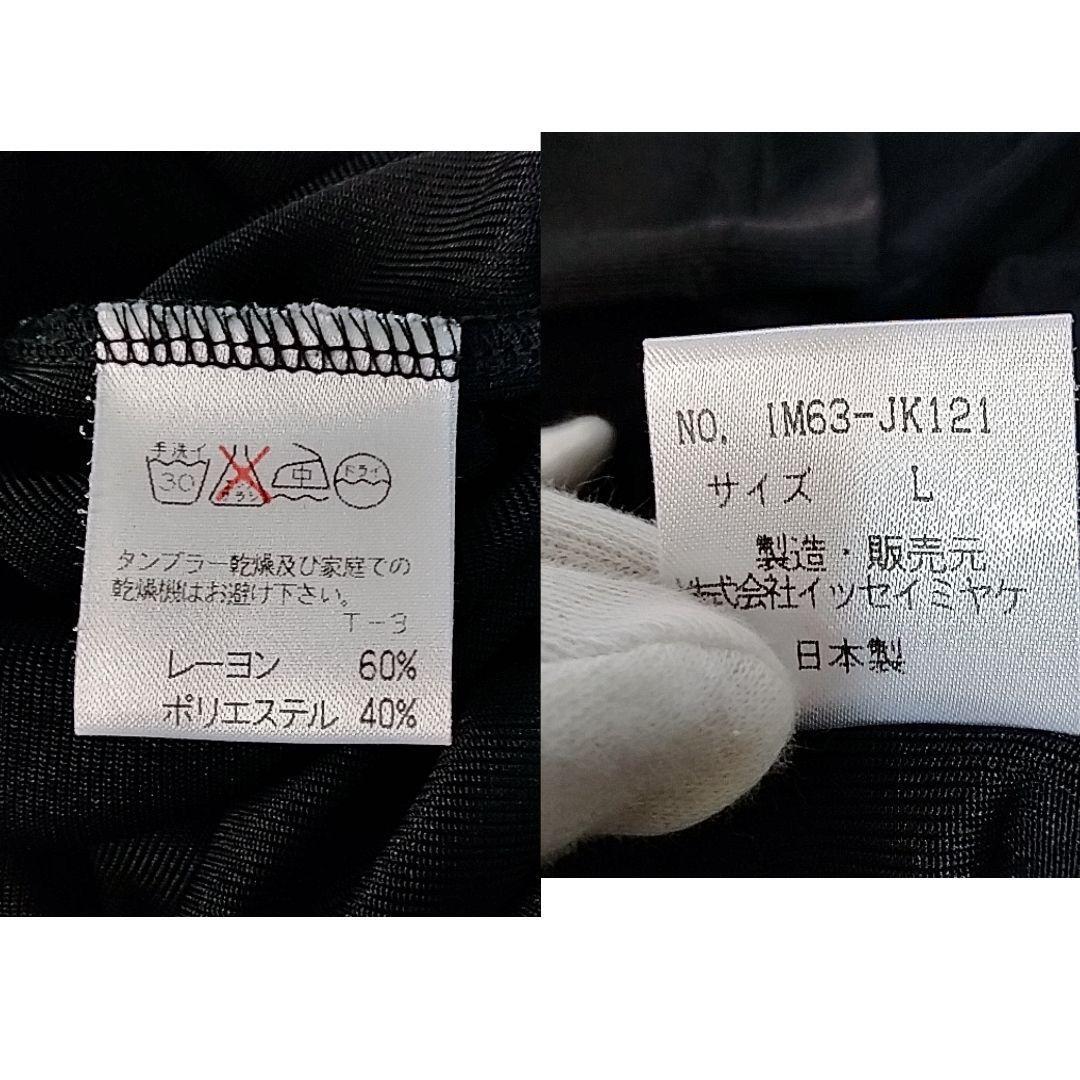 手洗イ
30
中
ドライ
タンブラー乾燥及び家庭での
乾燥機はお避け下さい。
T-3
レーヨン 60%
ポリエステル 40%
NO. IM63-JK121
サイズ L
製造・販売元
株式会社イッセイミヤケ
日本製